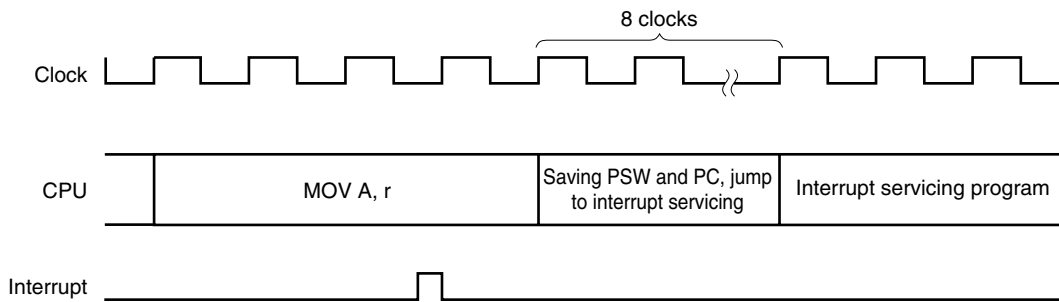 8 clocks
Clock
CPU
MOV A, r
Saving PSW and PC, jump
to interrupt servicing
Interrupt servicing program
Interrupt